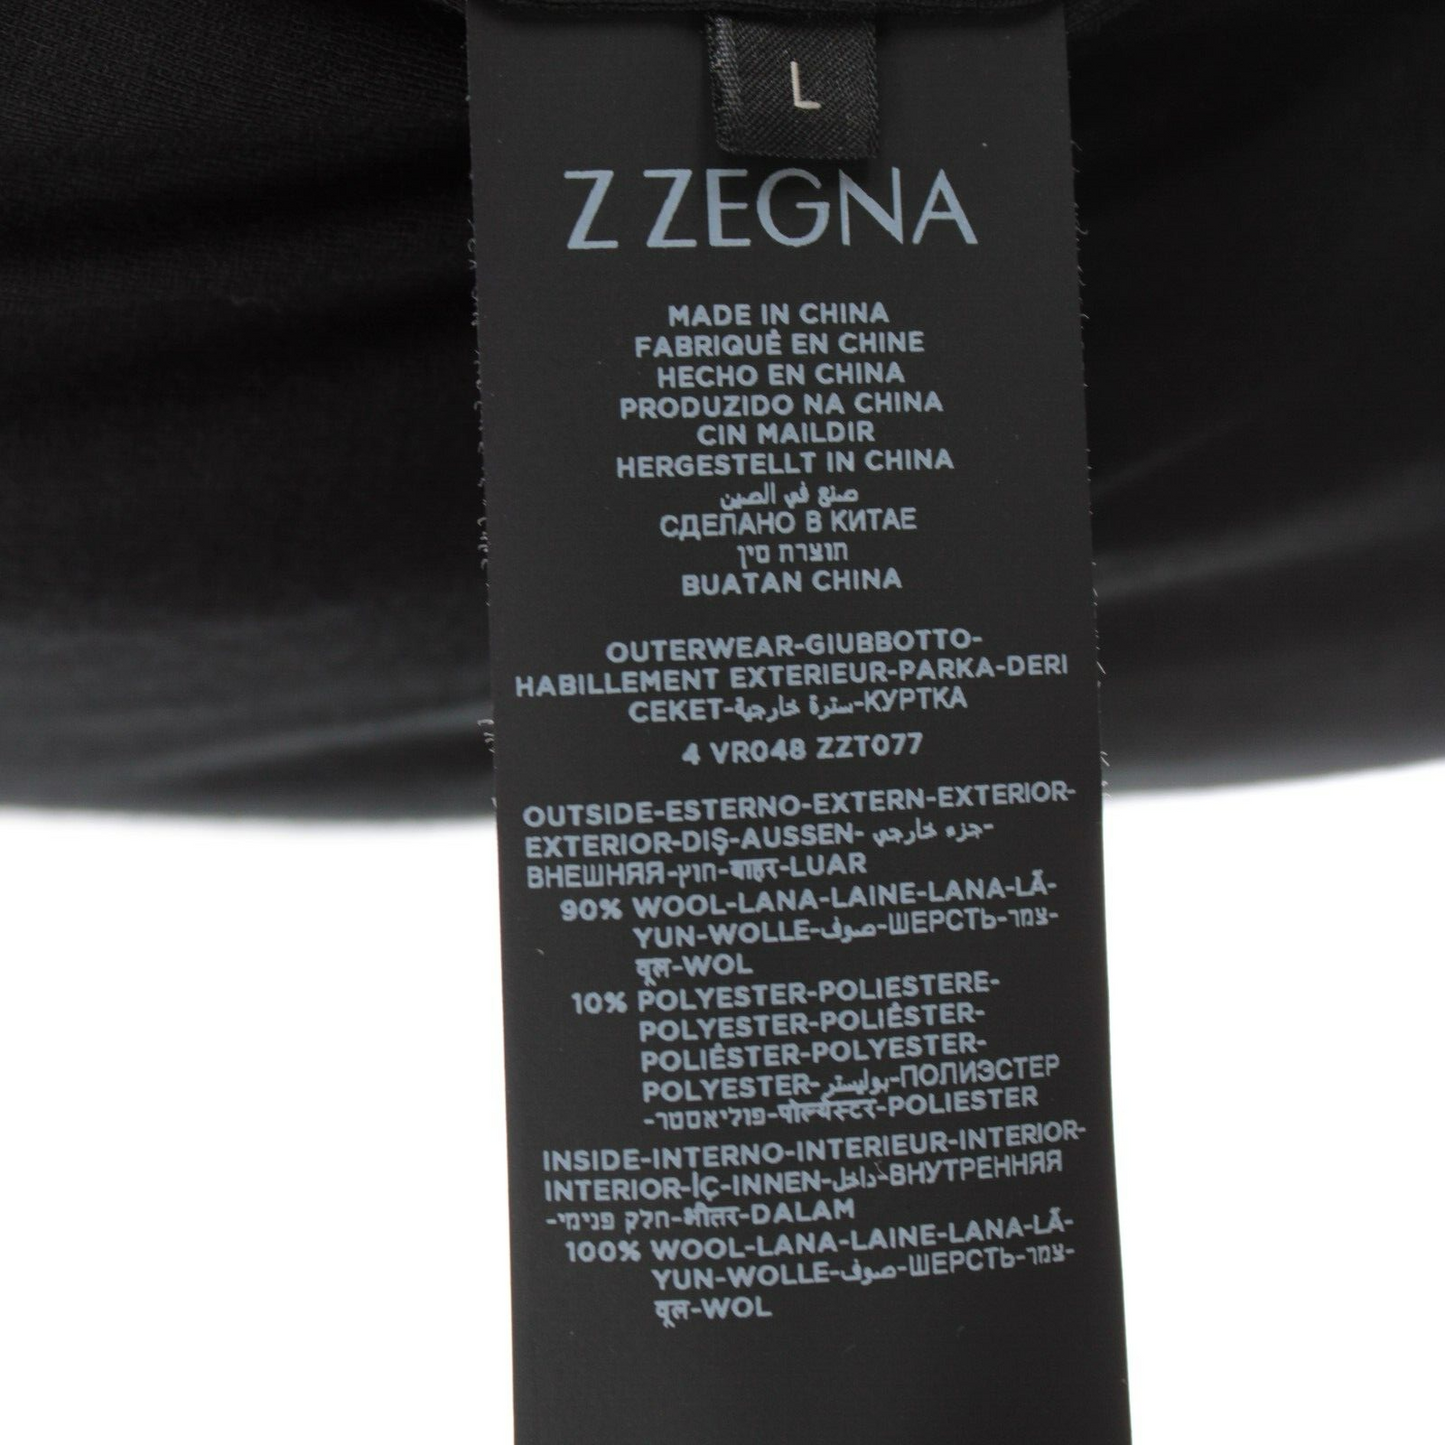 L
Z ZEGNA
MADE IN CHINA
FABRIQUÉ EN CHINE
HECHO EN CHINA
PRODUZIDO NA CHINA
CIN MAILDIR
HERGESTELLT IN CHINA
صنع في الصين
СДЕЛАНО В КИТАЕ
תוצרת סין
BUATAN CHINA
OUTERWEAR-GIUBBOTTO-
HABILLEMENT EXTERIEUR-PARKA-DERI
CEKET-سترة خارجية-КУРТКА
4 VR048 ZZT077
OUTSIDE-ESTERNO-EXTERN-EXTERIOR-
EXTERIOR-DIŞ-AUSSEN-جزء خارجي-
ВНЕШНЯЯ-חוץ-बाहर-LUAR
90% WOOL-LANA-LAINE-LANA-LÃ-
YUN-WOLLE-صوف-ШЕРСТЬ-צמר-
वूल-WOL
10% POLYESTER-POLIESTERE-
POLYESTER-POLIÉSTER-
POLIÉSTER-POLYESTER-
POLYESTER-بوليستر-ПОЛИЭСТЕР
-פוליאסטר-पोल्येस्टर-POLIESTER
INSIDE-INTERNO-INTERIEUR-INTERIOR-
INTERIOR-İÇ-INNEN-داخل-ВНУТРЕННЯЯ
-חלק פנימי-भीतर-DALAM
100% WOOL-LANA-LAINE-LANA-LÃ-
YUN-WOLLE-صوف-ШЕРСТЬ-צמר-
वूल-WOL